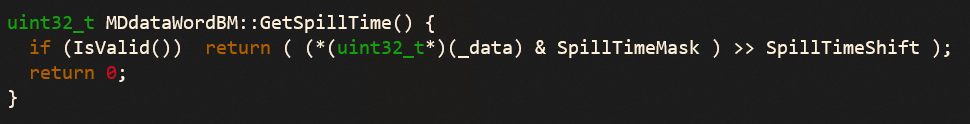 uint32_t MDdataWordBM::GetSpillTime() {
  if (IsValid())  return ( (*(uint32_t*)(_data) & SpillTimeMask ) >> SpillTimeShift );
  return 0;
}